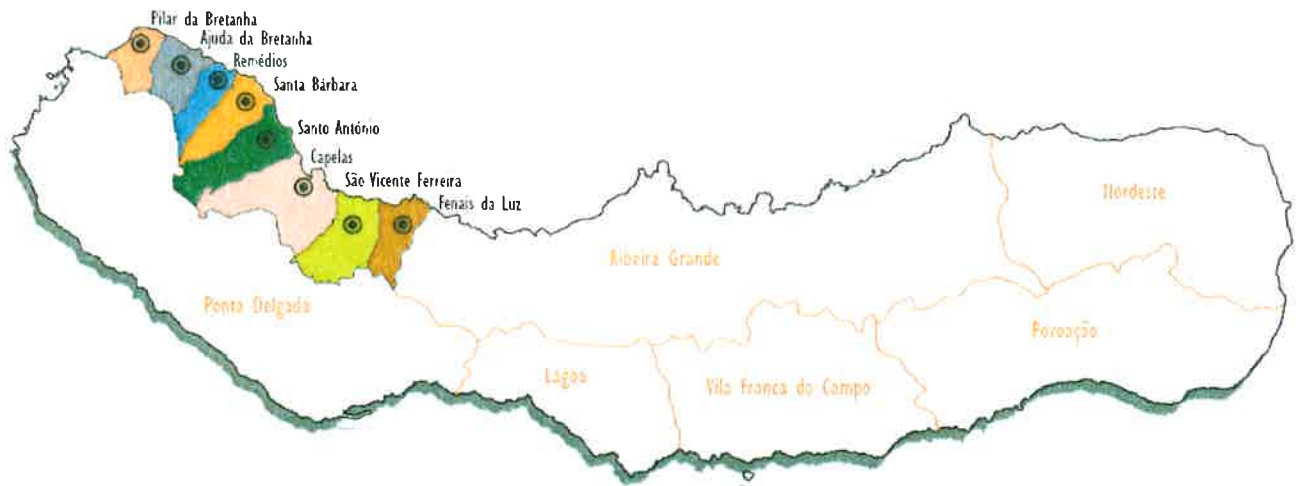 Pilar da Bretanha
Ajuda da Bretanha
Remédios
Santa Bárbara
Santo António
Capelas
São Vicente Ferreira
Fenais da Luz
Nordeste
Ribeira Grande
Ponta Delgada
Povoação
Lagoa
Vila Franca do Campo